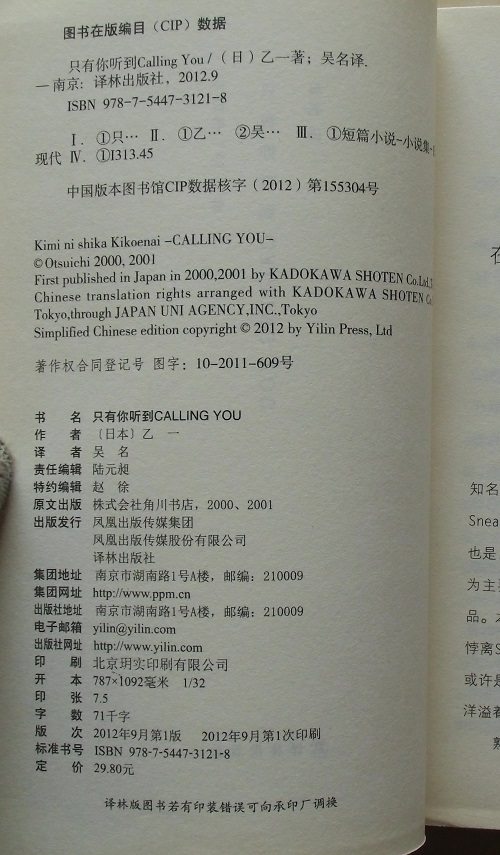 图书在版编目（CIP）数据
只有你听到Calling You /（日）乙一著；吴名译.
— 南京：译林出版社，2012.9
ISBN 978-7-5447-3121-8
Ⅰ. ①只… Ⅱ. ①乙… ②吴… Ⅲ. ①短篇小说-小说集-
现代 Ⅳ. ①I313.45
中国版本图书馆CIP数据核字（2012）第155304号
Kimi ni shika Kikoenai –CALLING YOU–
© Otsuichi 2000, 2001
First published in Japan in 2000,2001 by KADOKAWA SHOTEN Co.Ltd.
Chinese translation rights arranged with KADOKAWA SHOTEN Co.
Tokyo,through JAPAN UNI AGENCY,INC.,Tokyo
Simplified Chinese edition copyright © 2012 by Yilin Press, Ltd
著作权合同登记号 图字：10-2011-609号
书 名 只有你听到CALLING YOU
作 者 〔日本〕乙 一
译 者 吴 名
责任编辑 陆元昶
特约编辑 赵 徐
原文出版 株式会社角川书店，2000、2001
出版发行 凤凰出版传媒集团
凤凰出版传媒股份有限公司
译林出版社
集团地址 南京市湖南路1号A楼，邮编：210009
集团网址 http://www.ppm.cn
出版社地址 南京市湖南路1号A楼，邮编：210009
电子邮箱 yilin@yilin.com
出版社网址 http://www.yilin.com
印 刷 北京玥实印刷有限公司
开 本 787×1092毫米 1/32
印 张 7.5
字 数 71千字
版 次 2012年9月第1版 2012年9月第1次印刷
标准书号 ISBN 978-7-5447-3121-8
定 价 29.80元
译林版图书若有印装错误可向承印厂调换
知名
Snea
也是
为主
品。
悖离S
或许是
洋溢着